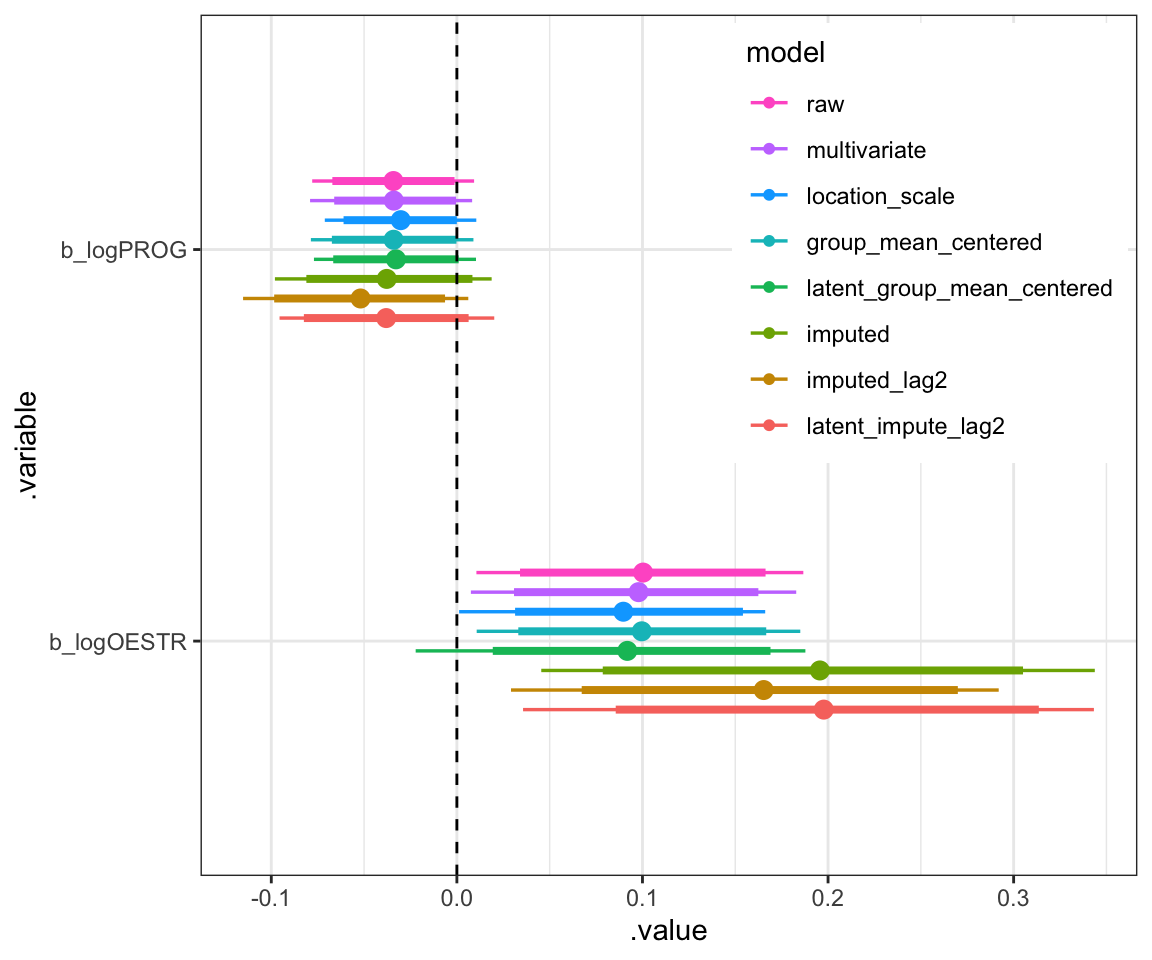 model
raw
multivariate
location_scale
group_mean_centered
latent_group_mean_centered
imputed
imputed_lag2
latent_impute_lag2
b_logPROG
b_logOESTR
.variable
-0.1 0.0 0.1 0.2 0.3
.value